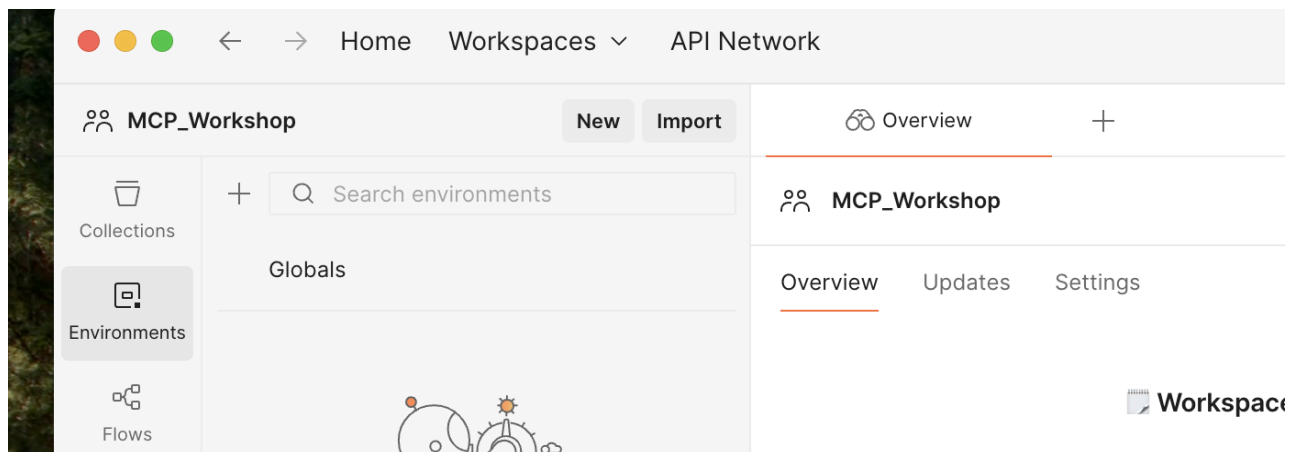 Home Workspaces API Network
MCP_Workshop New Import
Overview
Collections
Environments
Flows
Search environments
Globals
MCP_Workshop
Overview Updates Settings
Workspace